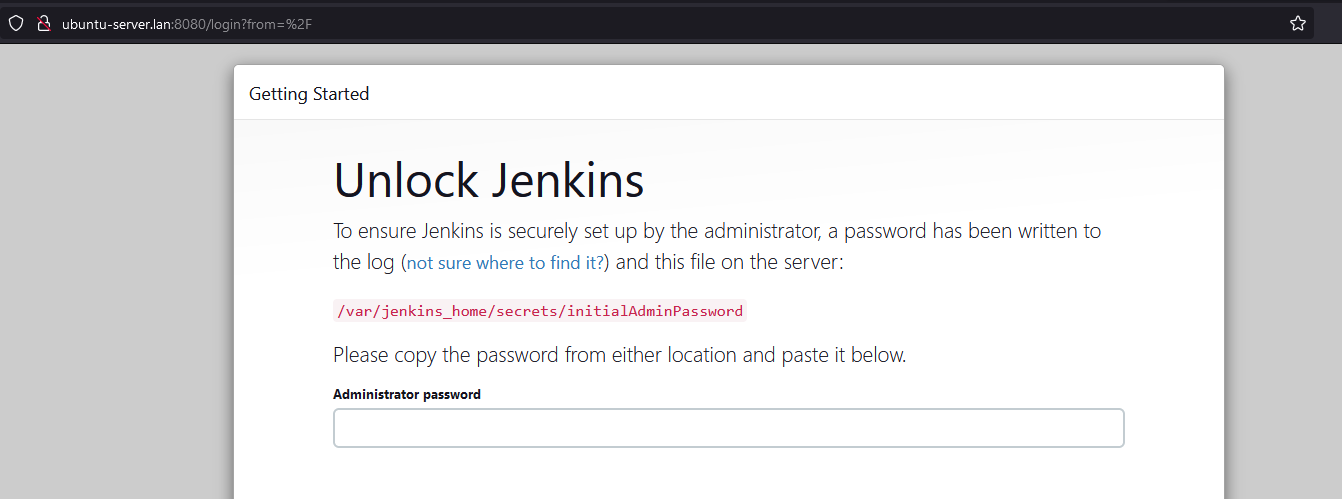 ubuntu-server.lan:8080/login?from=%2F
Getting Started
Unlock Jenkins
To ensure Jenkins is securely set up by the administrator, a password has been written to
the log (not sure where to find it?) and this file on the server:
/var/jenkins_home/secrets/initialAdminPassword
Please copy the password from either location and paste it below.
Administrator password